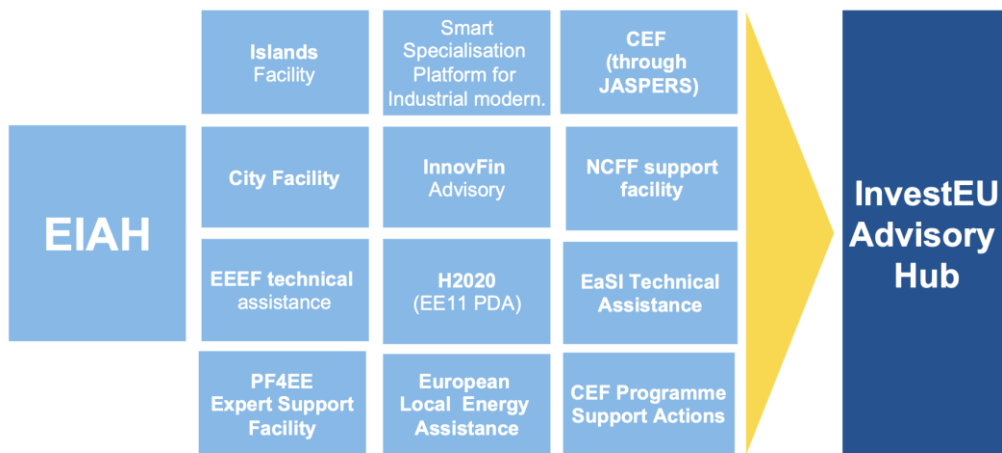 EIAH
Islands
Facility
Smart
Specialisation
Platform for
Industrial modern.
CEF
(through
JASPERS)
City Facility
InnovFin
Advisory
NCFF support
facility
EEEF technical
assistance
H2020
(EE11 PDA)
EaSI Technical
Assistance
PF4EE
Expert Support
Facility
European
Local Energy
Assistance
CEF Programme
Support Actions
InvestEU
Advisory
Hub